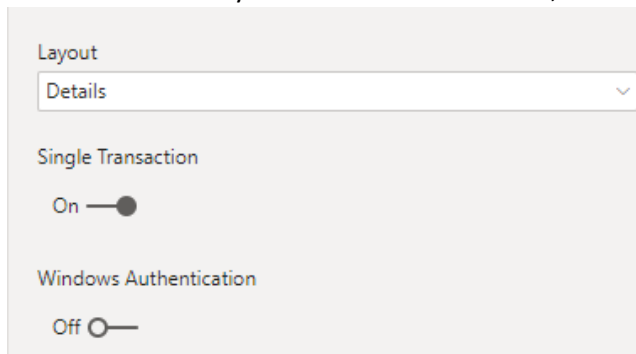 Layout
Details
Single Transaction
On
Windows Authentication
Off